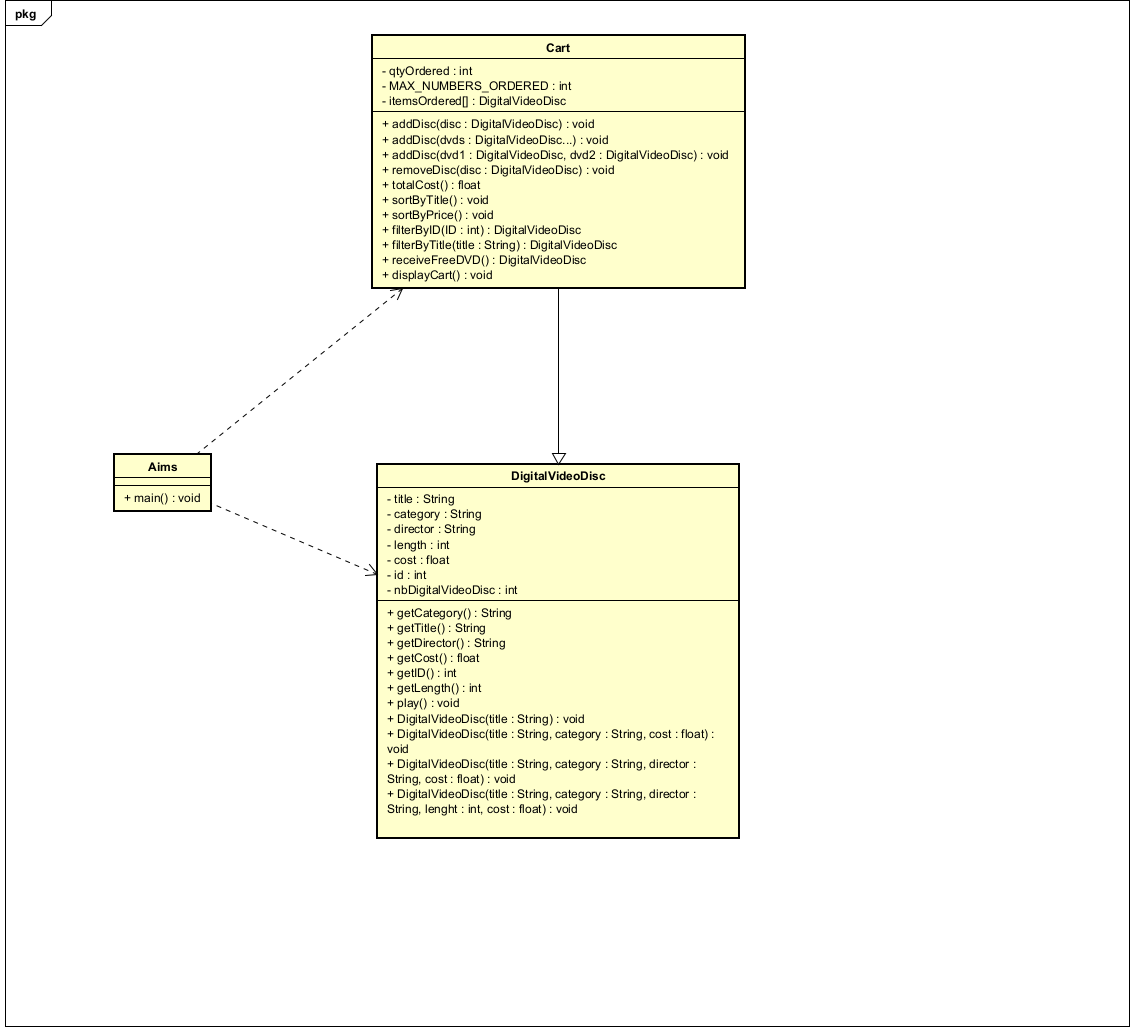 pkg
Cart
- qtyOrdered : int
- MAX_NUMBERS_ORDERED : int
- itemsOrdered[] : DigitalVideoDisc
+ addDisc(disc : DigitalVideoDisc) : void
+ addDisc(dvds : DigitalVideoDisc...) : void
+ addDisc(dvd1 : DigitalVideoDisc, dvd2 : DigitalVideoDisc) : void
+ removeDisc(disc : DigitalVideoDisc) : void
+ totalCost() : float
+ sortByTitle() : void
+ sortByPrice() : void
+ filterByID(ID : int) : DigitalVideoDisc
+ filterByTitle(title : String) : DigitalVideoDisc
+ receiveFreeDVD() : DigitalVideoDisc
+ displayCart() : void
Aims
+ main() : void
DigitalVideoDisc
- title : String
- category : String
- director : String
- length : int
- cost : float
- id : int
- nbDigitalVideoDisc : int
+ getCategory() : String
+ getTitle() : String
+ getDirector() : String
+ getCost() : float
+ getID() : int
+ getLength() : int
+ play() : void
+ DigitalVideoDisc(title : String) : void
+ DigitalVideoDisc(title : String, category : String, cost : float) :
void
+ DigitalVideoDisc(title : String, category : String, director :
String, cost : float) : void
+ DigitalVideoDisc(title : String, category : String, director :
String, lenght : int, cost : float) : void